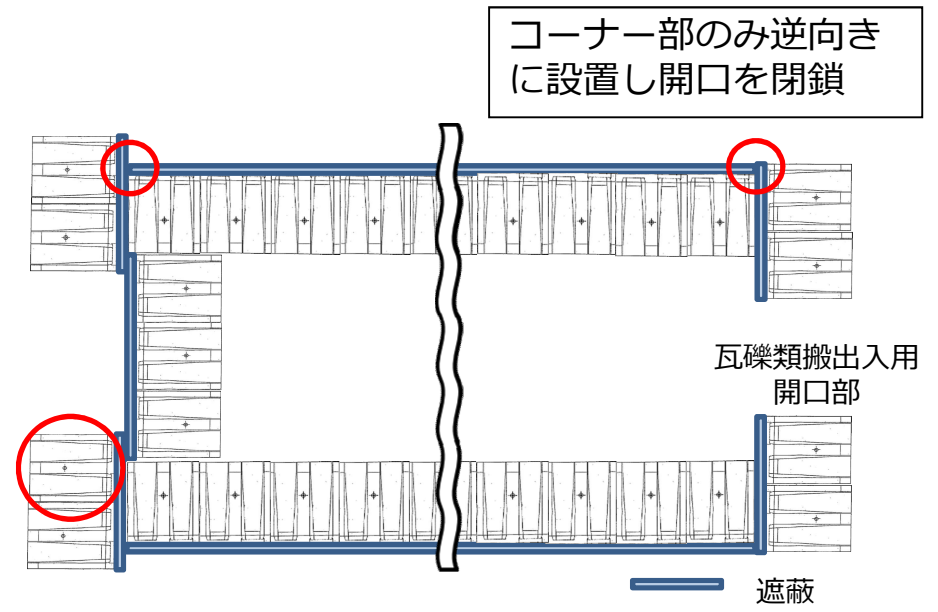 コーナー部のみ逆向き
に設置し開口を閉鎖
瓦礫類搬出入用
開口部
遮蔽